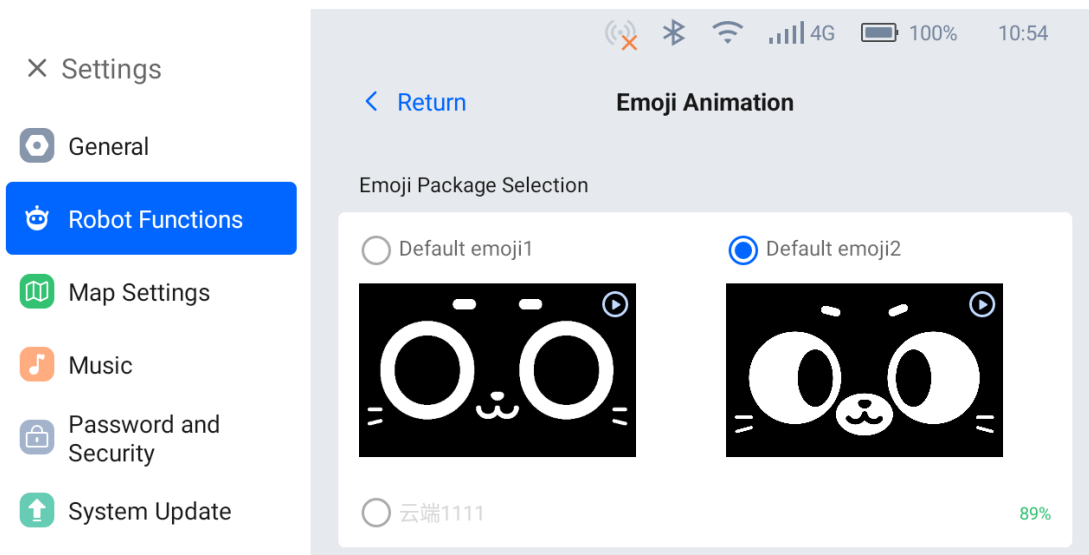 4G 100% 10:54
Settings
Return
Emoji Animation
General
Robot Functions
Map Settings
Music
Password and
Security
System Update
Emoji Package Selection
Default emoji1
Default emoji2
云端1111
89%